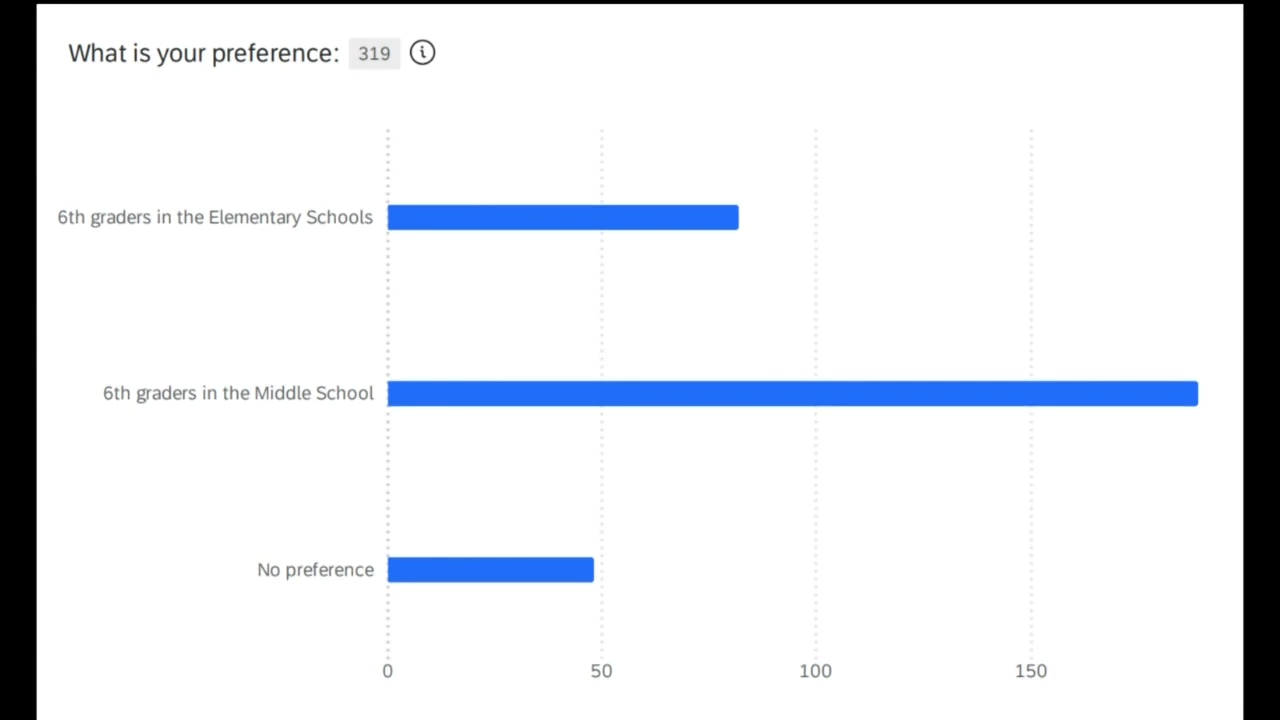 What is your preference: 319
6th graders in the Elementary Schools
6th graders in the Middle School
No preference
0 50 100 150